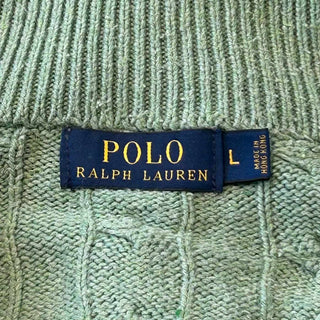 POLO
RALPH LAUREN
L
MADE IN
HONG KONG